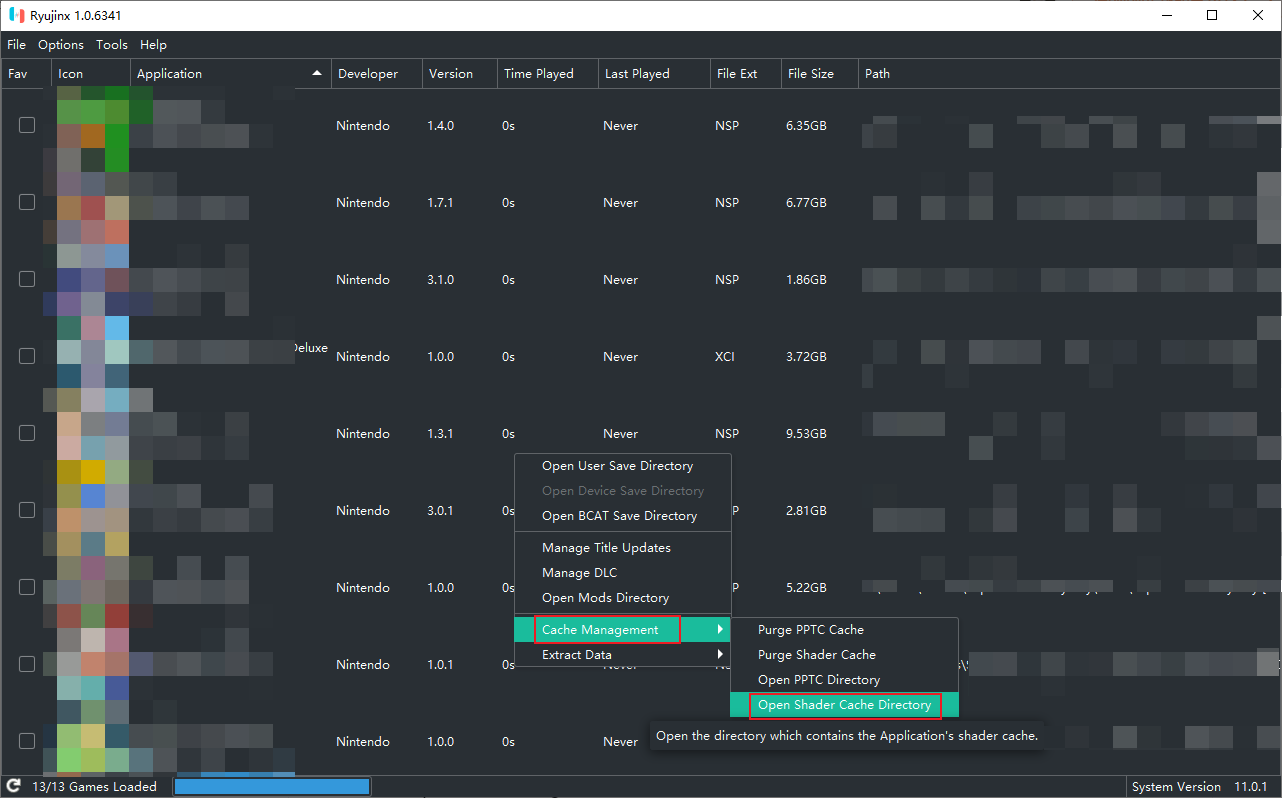 Ryujinx 1.0.6341
File Options Tools Help
Fav Icon Application Developer Version Time Played Last Played File Ext File Size Path
Nintendo 1.4.0 0s Never NSP 6.35GB
Nintendo 1.7.1 0s Never NSP 6.77GB
Nintendo 3.1.0 0s Never NSP 1.86GB
Deluxe Nintendo 1.0.0 0s Never XCI 3.72GB
Nintendo 1.3.1 0s Never NSP 9.53GB
Open User Save Directory
Open Device Save Directory
Nintendo 3.0.1 0s P 2.81GB
Open BCAT Save Directory
Manage Title Updates
Manage DLC
Nintendo 1.0.0 0s P 5.22GB
Open Mods Directory
Cache Management Purge PPTC Cache
Extract Data Purge Shader Cache
Nintendo 1.0.1 0s
Open PPTC Directory
Open Shader Cache Directory
Open the directory which contains the Application's shader cache.
Nintendo 1.0.0 0s Never
13/13 Games Loaded System Version 11.0.1